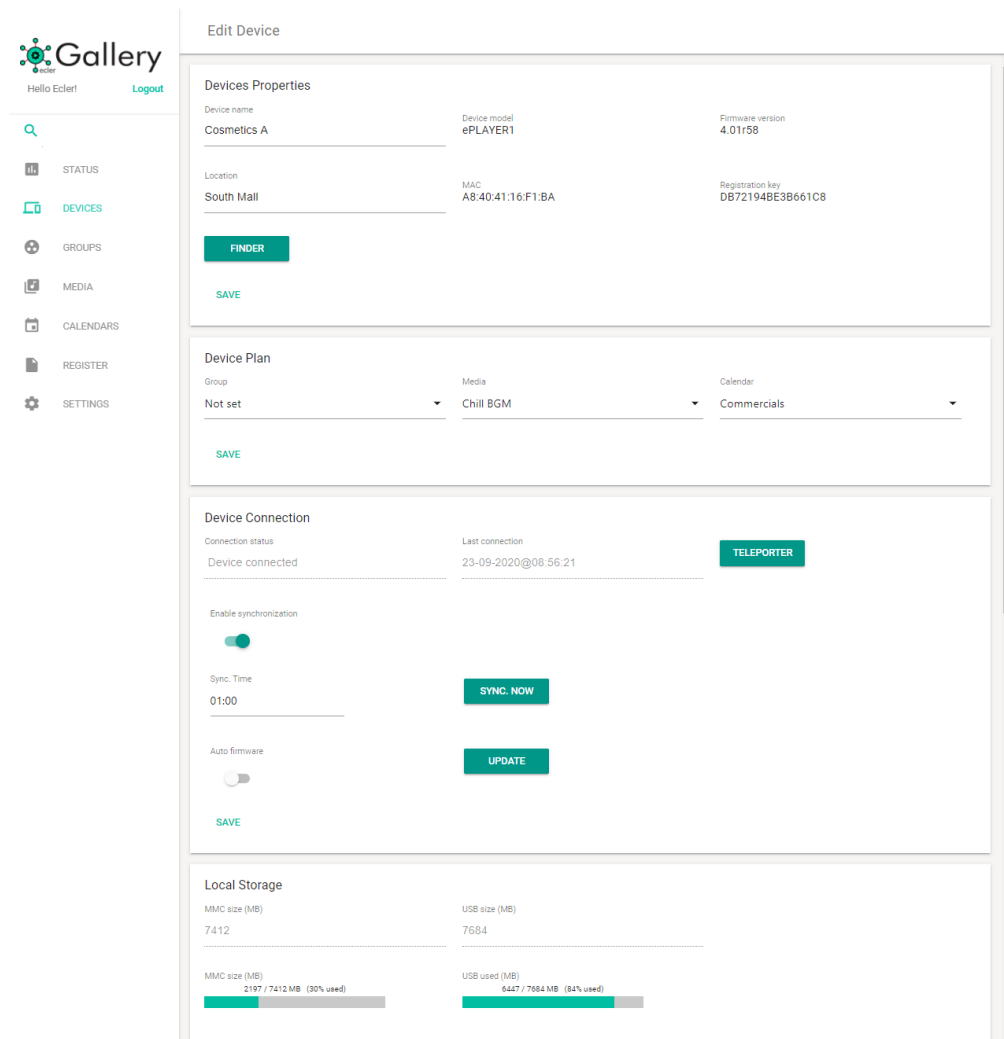 Edit Device
Gallery
ecler
Hello Ecler! Logout
STATUS
DEVICES
GROUPS
MEDIA
CALENDARS
REGISTER
SETTINGS
Devices Properties
Device name Device model Firmware version
Cosmetics A ePLAYER1 4.01r58
Location MAC Registration key
South Mall A8:40:41:16:F1:BA DB72194BE3B661C8
FINDER
SAVE
Device Plan
Group Media Calendar
Not set Chill BGM Commercials
SAVE
Device Connection
Connection status Last connection
Device connected 23-09-2020@08:56:21 TELEPORTER
Enable synchronization
Sync. Time
01:00 SYNC. NOW
Auto firmware
UPDATE
SAVE
Local Storage
MMC size (MB) USB size (MB)
7412 7684
MMC size (MB) USB used (MB)
2197 / 7412 MB (30% used) 6447 / 7684 MB (84% used)